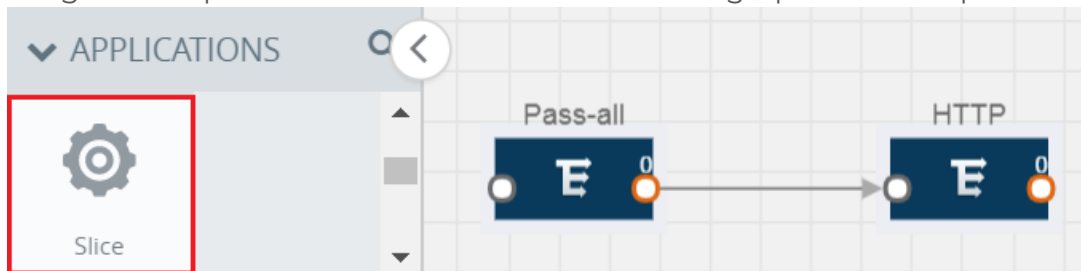 APPLICATIONS
Pass-all
HTTP
0
0
Slice